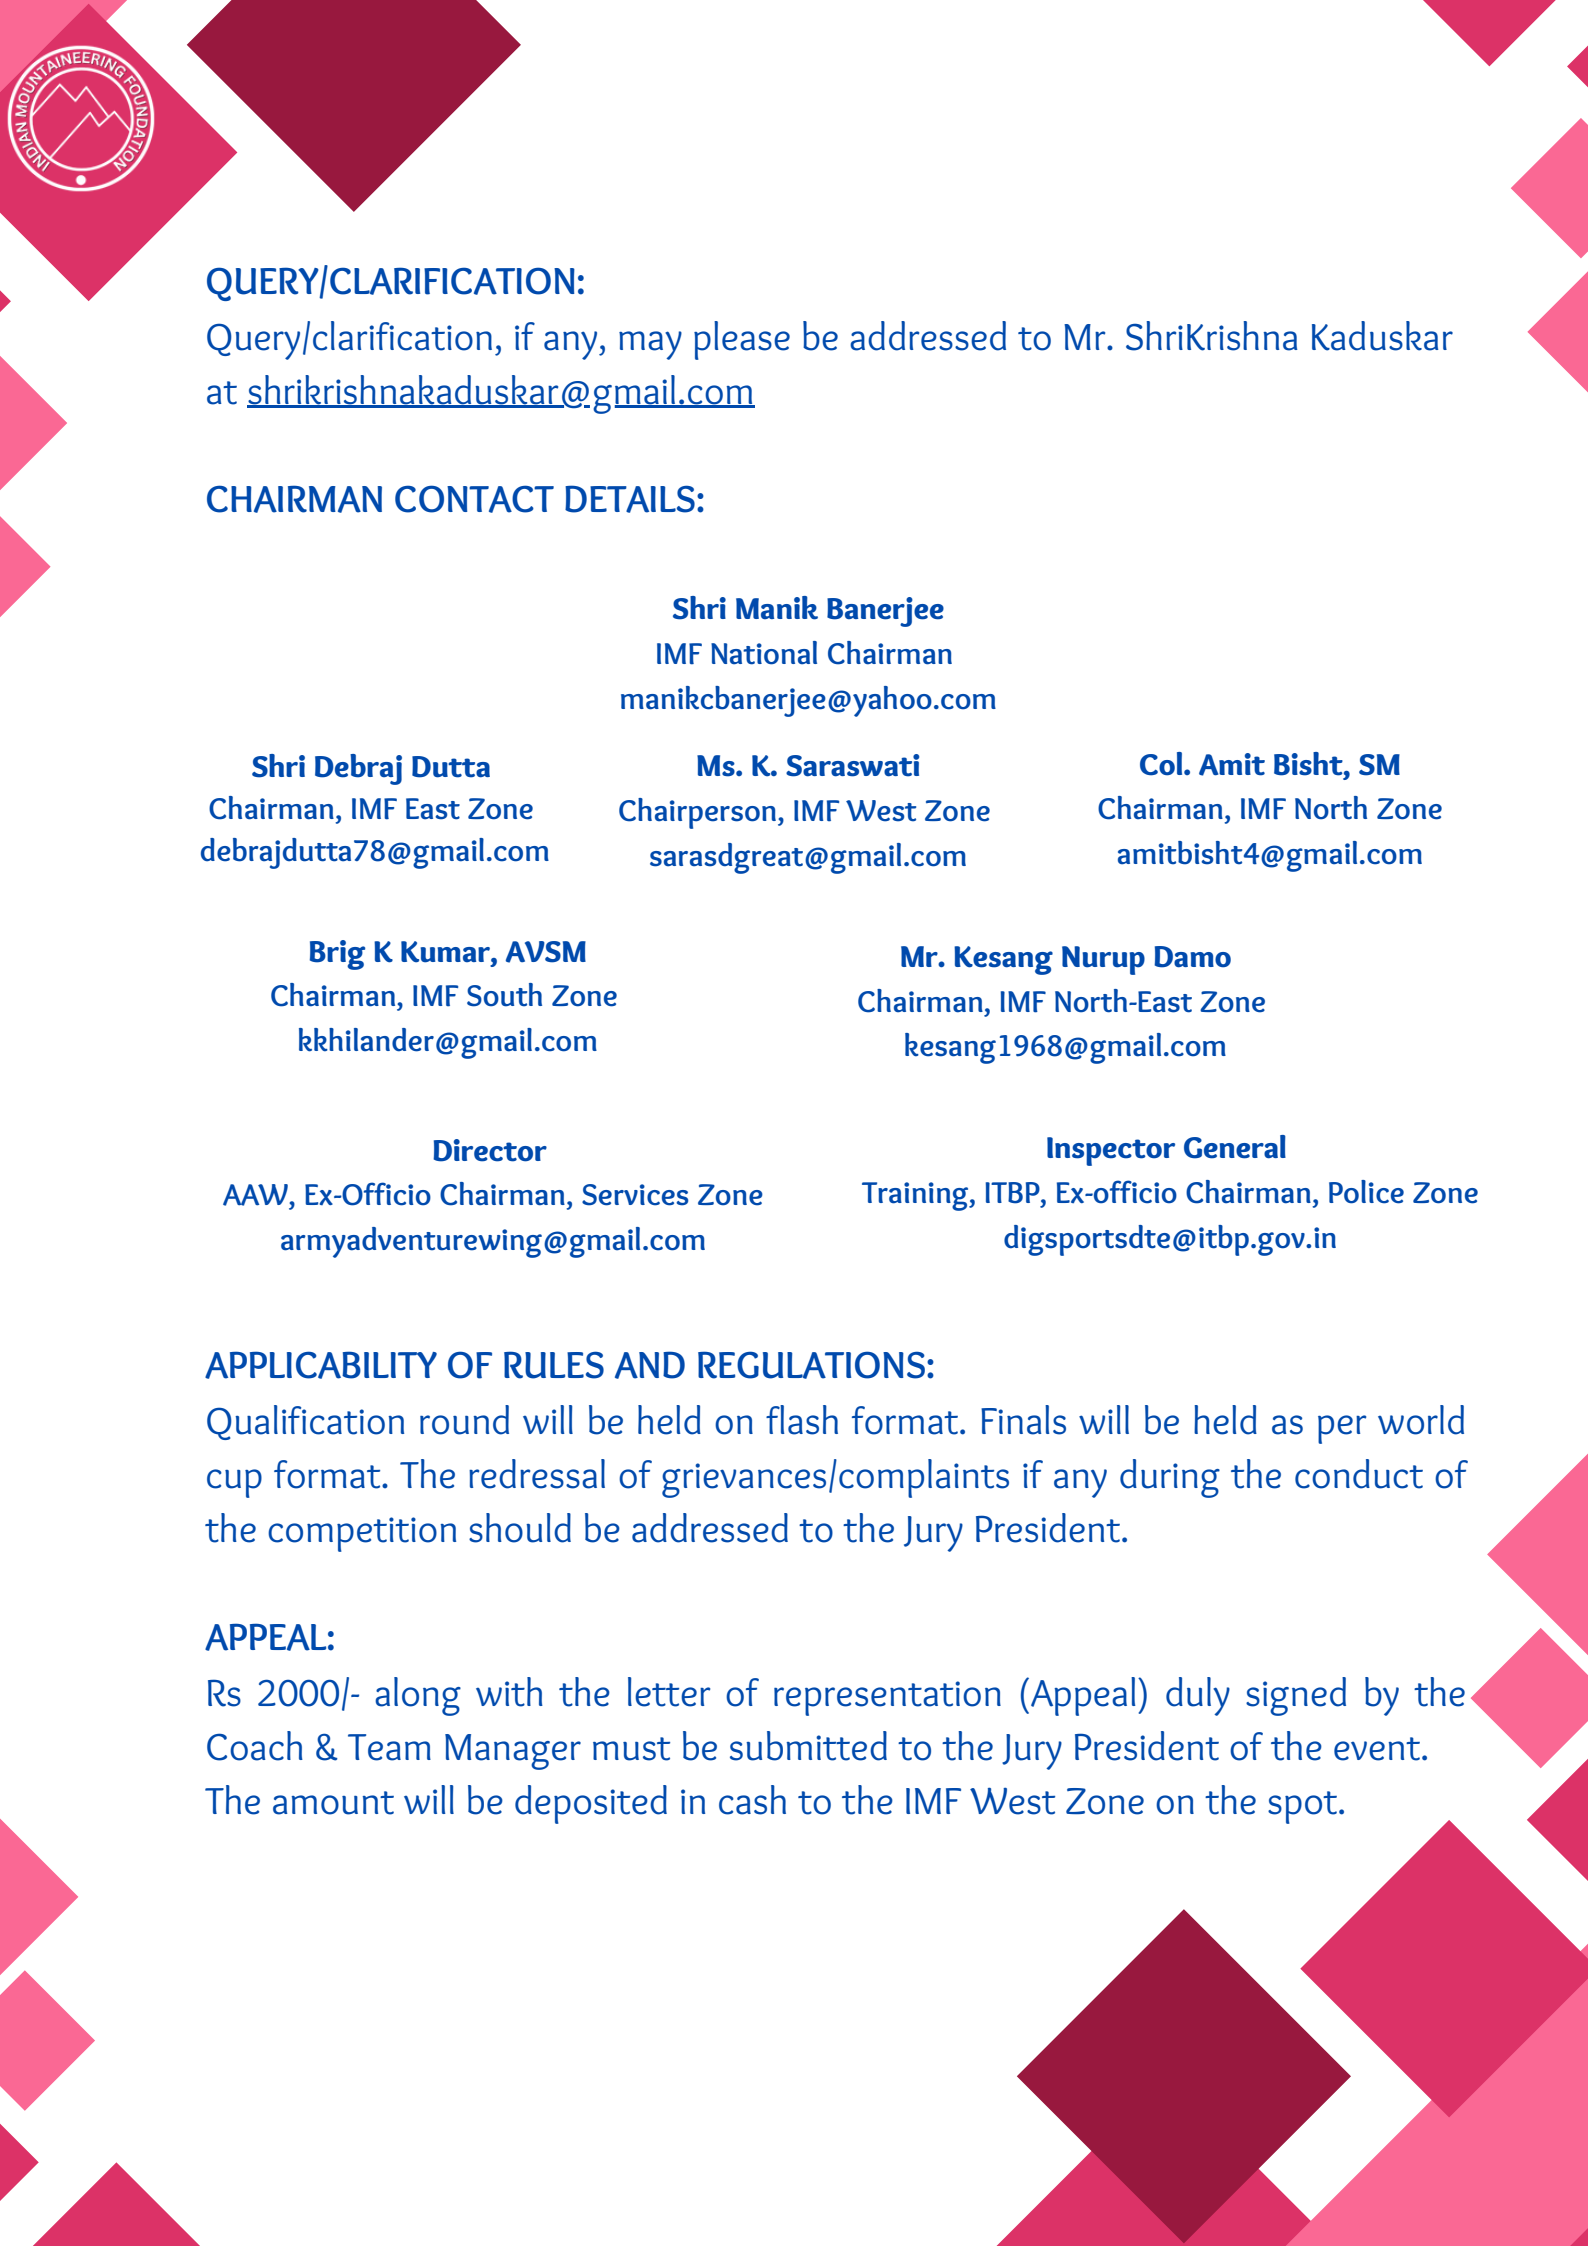 INDIAN MOUNTAINEERING FOUNDATION
QUERY/CLARIFICATION:
Query/clarification, if any, may please be addressed to Mr. ShriKrishna Kaduskar
at shrikrishnakaduskar@gmail.com
CHAIRMAN CONTACT DETAILS:
Shri Manik Banerjee
IMF National Chairman
manikcbanerjee@yahoo.com
Shri Debraj Dutta
Chairman, IMF East Zone
debrajdutta78@gmail.com
Ms. K. Saraswati
Chairperson, IMF West Zone
sarasdgreat@gmail.com
Col. Amit Bisht, SM
Chairman, IMF North Zone
amitbisht4@gmail.com
Brig K Kumar, AVSM
Chairman, IMF South Zone
kkhilander@gmail.com
Mr. Kesang Nurup Damo
Chairman, IMF North-East Zone
kesang1968@gmail.com
Director
AAW, Ex-Officio Chairman, Services Zone
armyadventurewing@gmail.com
Inspector General
Training, ITBP, Ex-officio Chairman, Police Zone
digsportsdte@itbp.gov.in
APPLICABILITY OF RULES AND REGULATIONS:
Qualification round will be held on flash format. Finals will be held as per world
cup format. The redressal of grievances/complaints if any during the conduct of
the competition should be addressed to the Jury President.
APPEAL:
Rs 2000/- along with the letter of representation (Appeal) duly signed by the
Coach & Team Manager must be submitted to the Jury President of the event.
The amount will be deposited in cash to the IMF West Zone on the spot.